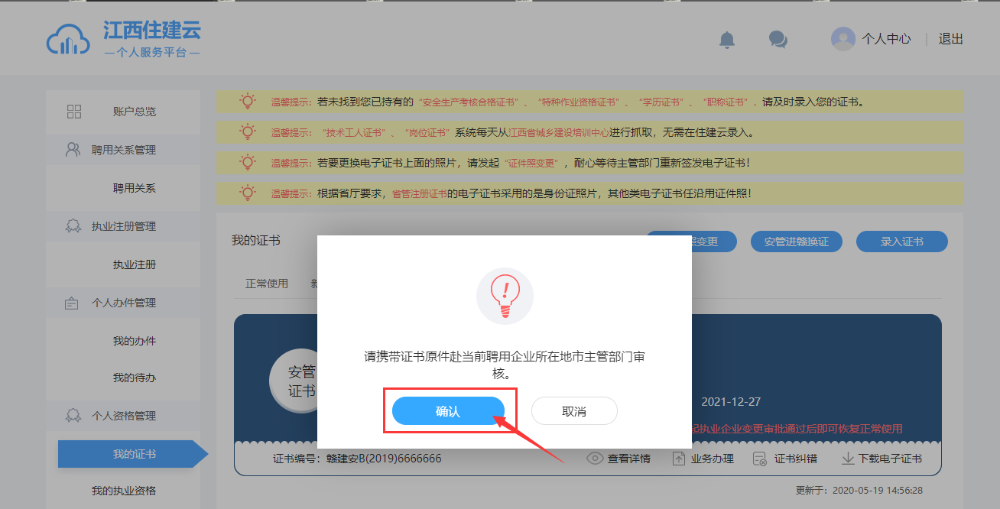 江西住建云
—个人服务平台—
个人中心
退出
账户总览
聘用关系管理
聘用关系
执业注册管理
执业注册
个人办件管理
我的办件
我的待办
个人资格管理
我的证书
我的执业资格
温馨提示：若未找到您已持有的“安全生产考核合格证书”、“特种作业资格证书”、“学历证书”、“职称证书”，请及时录入您的证书。
温馨提示：“技术工人证书”、“岗位证书”系统每天从江西省城乡建设培训中心进行抓取，无需在住建云录入。
温馨提示：若要更换电子证书上面的照片，请发起“证件照变更”，耐心等待主管部门重新签发电子证书！
温馨提示：根据省厅要求，省管注册证书的电子证书采用的是身份证照片，其他类电子证书任沿用证件照！
我的证书
照变更
安管进赣换证
录入证书
正常使用
安管
证书
2021-12-27
起执业企业变更审批通过后即可恢复正常使用
请携带证书原件赴当前聘用企业所在地市主管部门审
核。
确认
取消
证书编号：赣建安B(2019)6666666
查看详情
业务办理
证书纠错
下载电子证书
更新于：2020-05-19 14:56:28